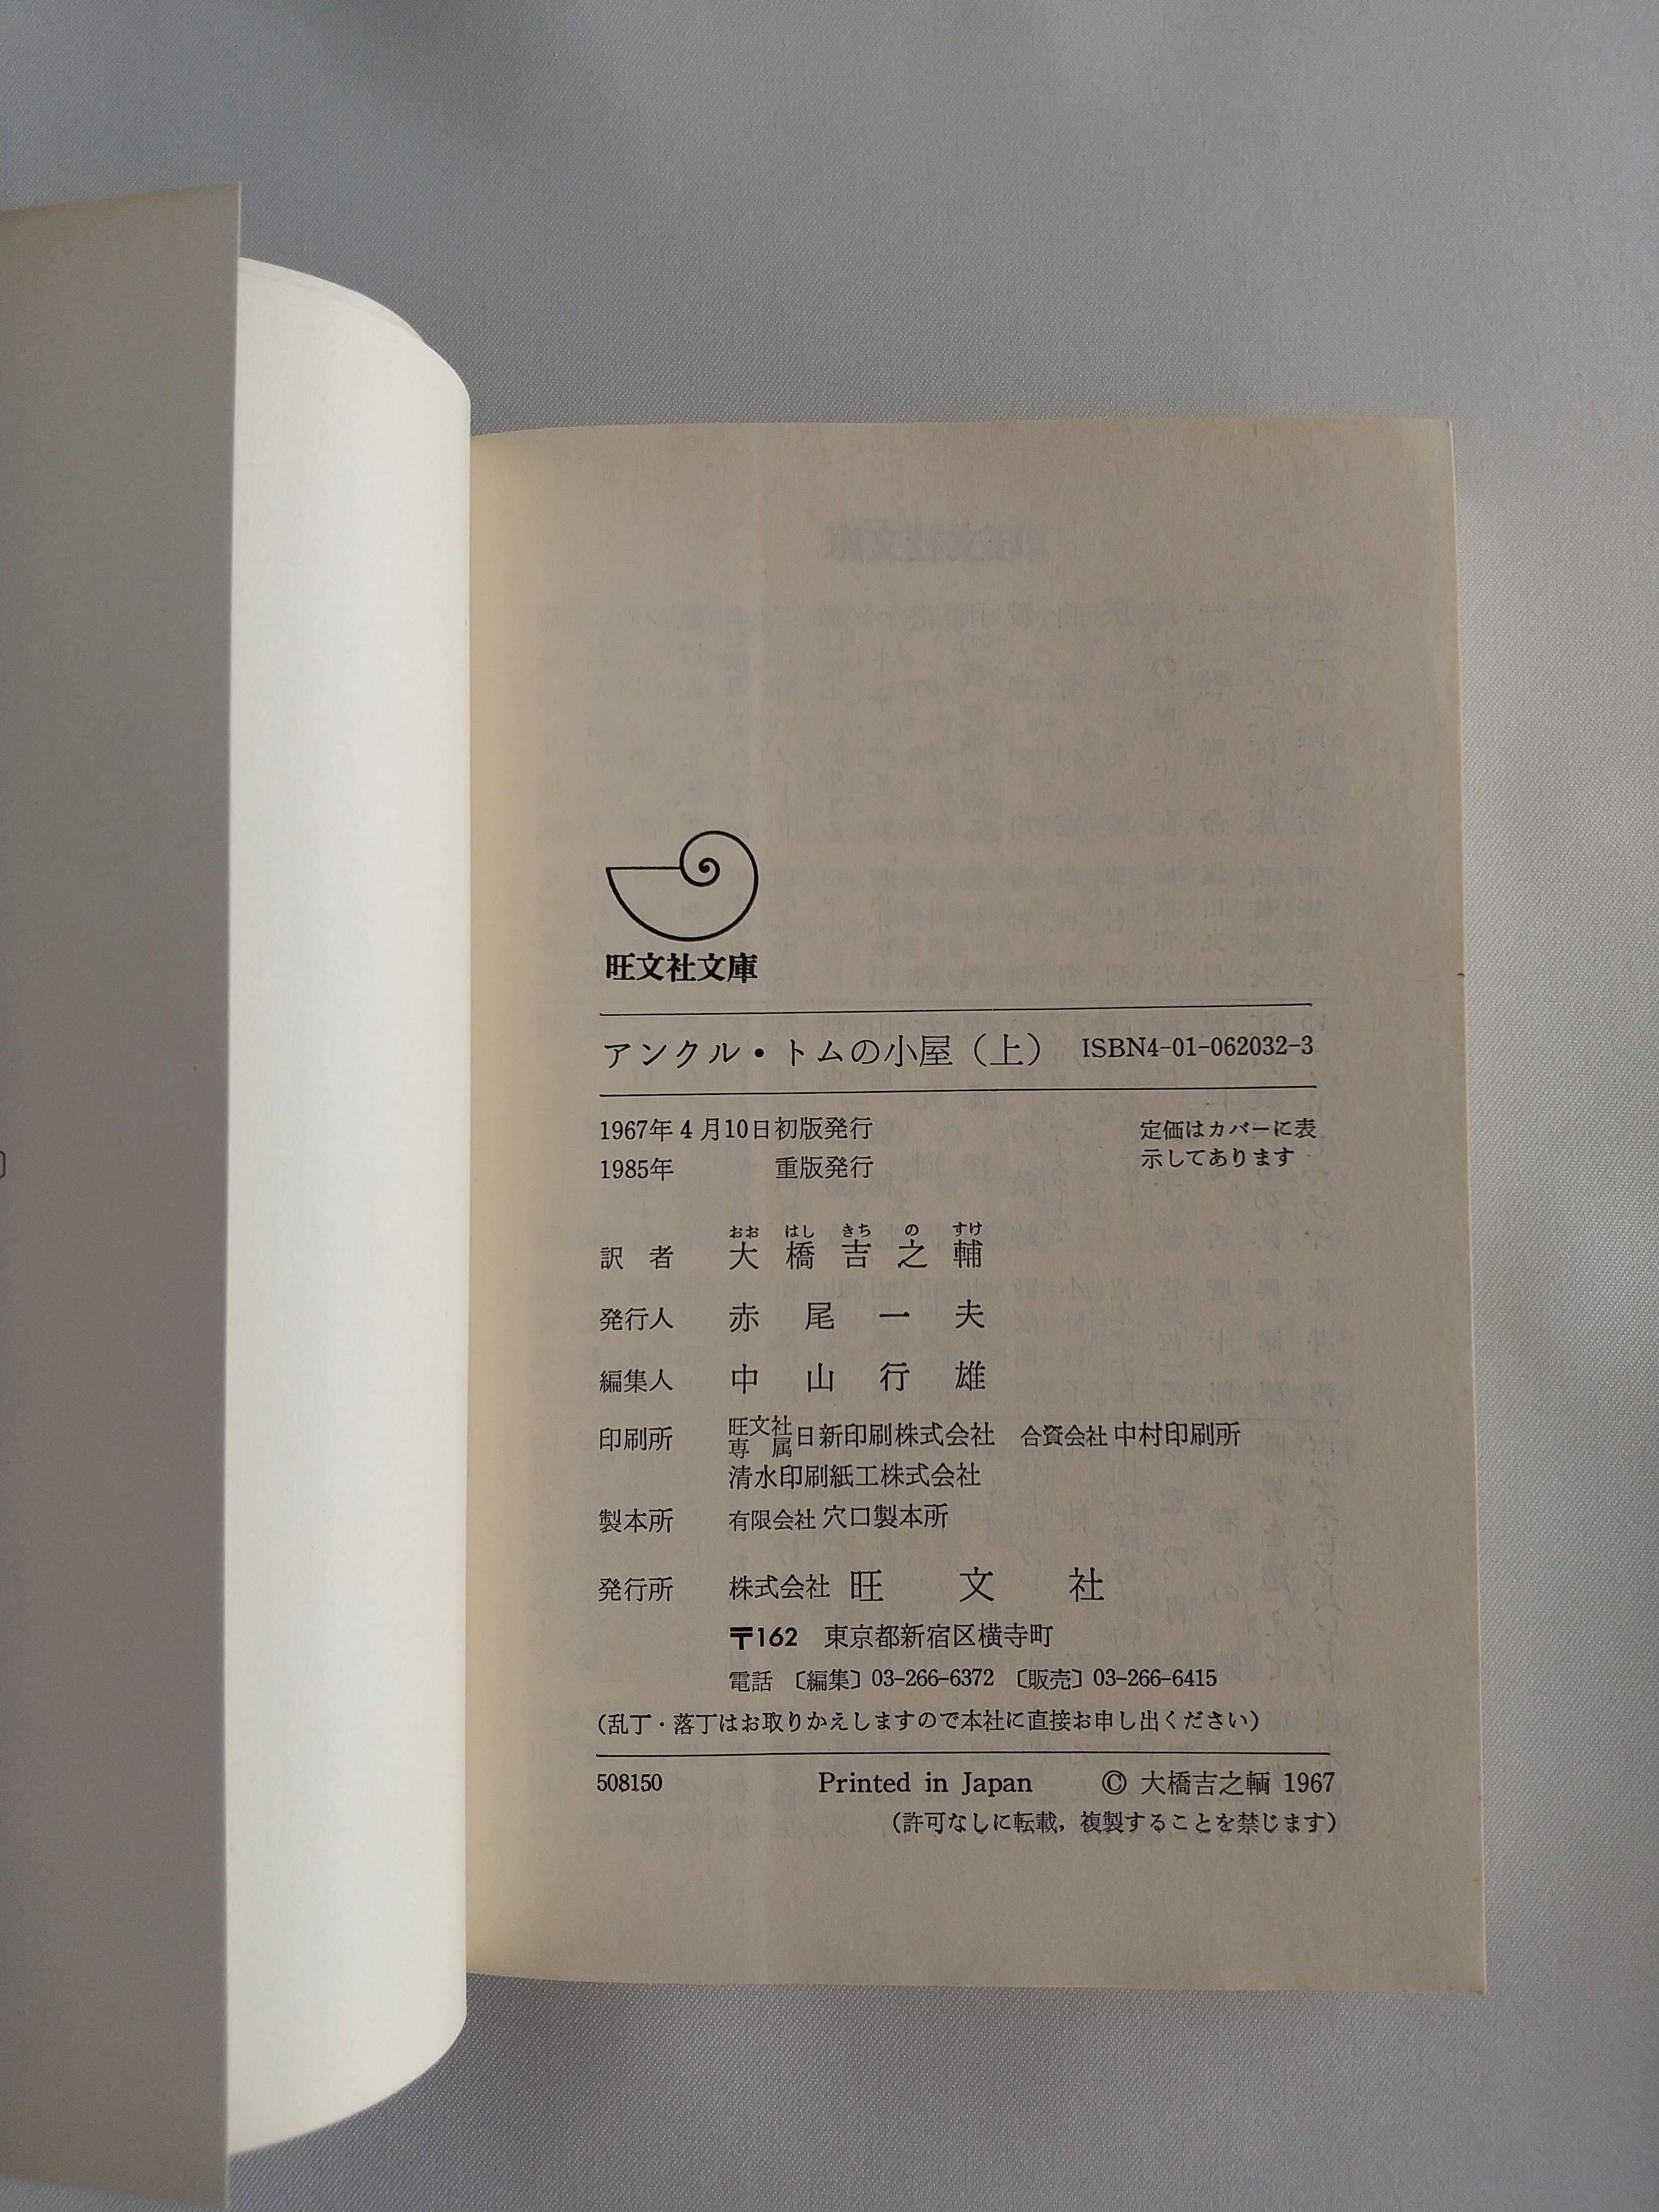 旺文社文庫
アンクル・トムの小屋（上） ISBN4-01-062032-3
1967年4月10日初版発行
1985年 重版発行
定価はカバーに表
示してあります
おお はし きち の すけ
訳 者 大 橋 吉 之 輔
発行人 赤 尾 一 夫
編集人 中 山 行 雄
印刷所 旺文社専属 日新印刷株式会社 合資会社 中村印刷所
清水印刷紙工株式会社
製本所 有限会社 穴口製本所
発行所 株式会社 旺 文 社
〒162 東京都新宿区横寺町
電話 〔編集〕03-266-6372 〔販売〕03-266-6415
（乱丁・落丁はお取りかえしますので本社に直接お申し出ください）
508150 Printed in Japan © 大橋吉之輔 1967
（許可なしに転載，複製することを禁じます）